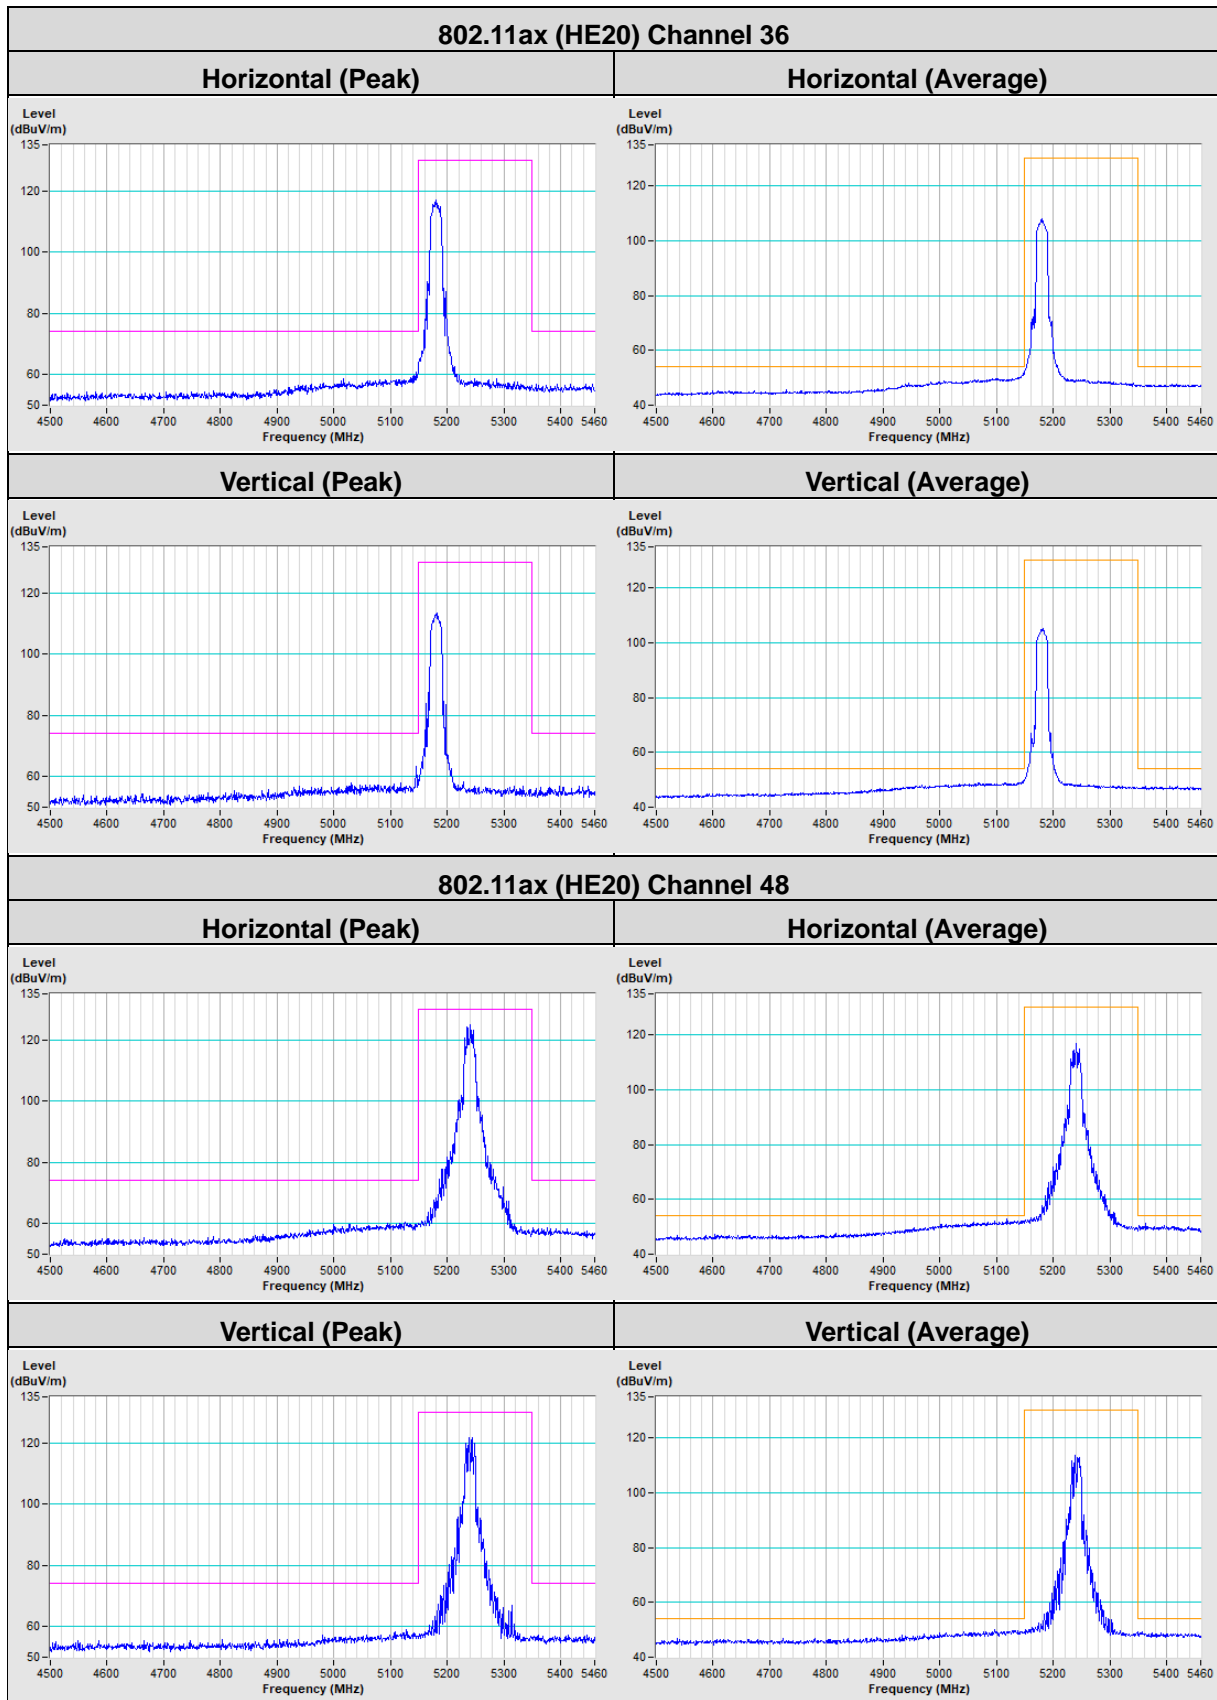 802.11ax (HE20) Channel 36
Horizontal (Peak) Horizontal (Average)
Level
(dBuV/m)
135
120
100
80
60
50
4500 4600 4700 4800 4900 5000 5100 5200 5300 5400 5460
Frequency (MHz)
Level
(dBuV/m)
135
120
100
80
60
40
4500 4600 4700 4800 4900 5000 5100 5200 5300 5400 5460
Frequency (MHz)
Vertical (Peak) Vertical (Average)
Level
(dBuV/m)
135
120
100
80
60
50
4500 4600 4700 4800 4900 5000 5100 5200 5300 5400 5460
Frequency (MHz)
Level
(dBuV/m)
135
120
100
80
60
40
4500 4600 4700 4800 4900 5000 5100 5200 5300 5400 5460
Frequency (MHz)
802.11ax (HE20) Channel 48
Horizontal (Peak) Horizontal (Average)
Level
(dBuV/m)
135
120
100
80
60
50
4500 4600 4700 4800 4900 5000 5100 5200 5300 5400 5460
Frequency (MHz)
Level
(dBuV/m)
135
120
100
80
60
40
4500 4600 4700 4800 4900 5000 5100 5200 5300 5400 5460
Frequency (MHz)
Vertical (Peak) Vertical (Average)
Level
(dBuV/m)
135
120
100
80
60
50
4500 4600 4700 4800 4900 5000 5100 5200 5300 5400 5460
Frequency (MHz)
Level
(dBuV/m)
135
120
100
80
60
40
4500 4600 4700 4800 4900 5000 5100 5200 5300 5400 5460
Frequency (MHz)